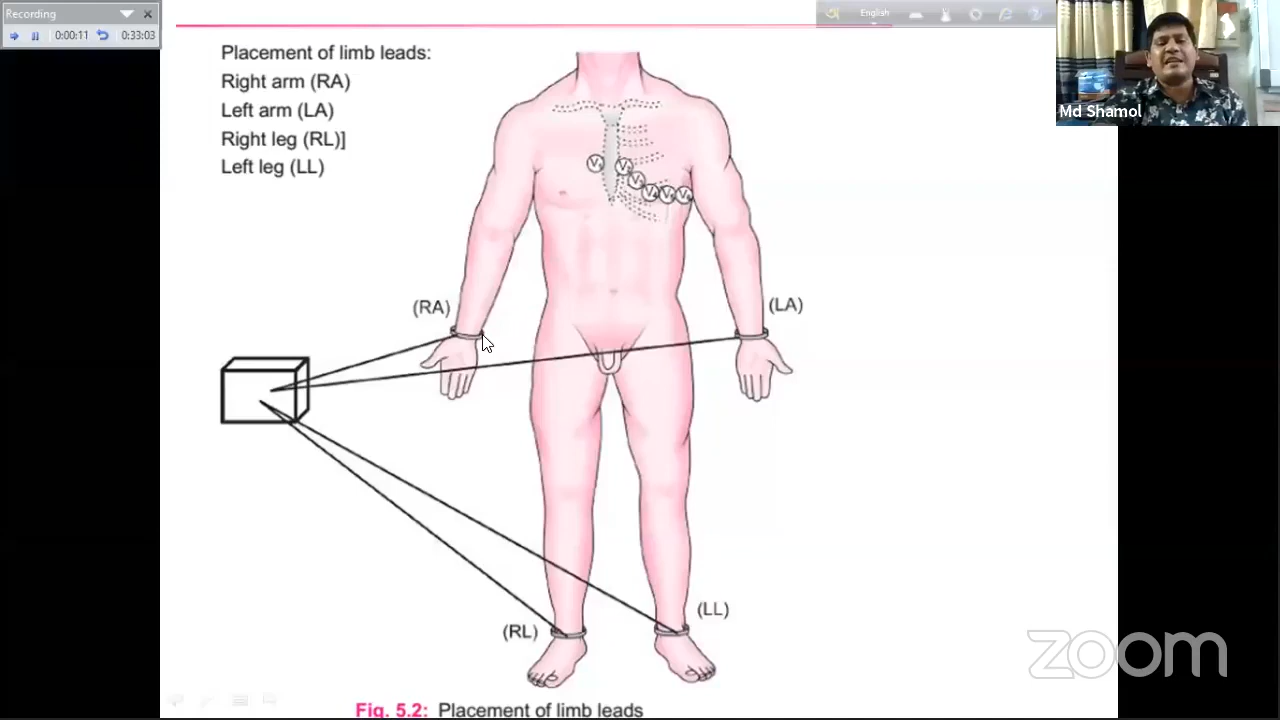 Recording
0:00:11
0:33:03
English
Md Shamol
Placement of limb leads:
Right arm (RA)
Left arm (LA)
Right leg (RL)]
Left leg (LL)
(RA)
(LA)
(RL)
(LL)
zoom
Fig. 5.2: Placement of limb leads